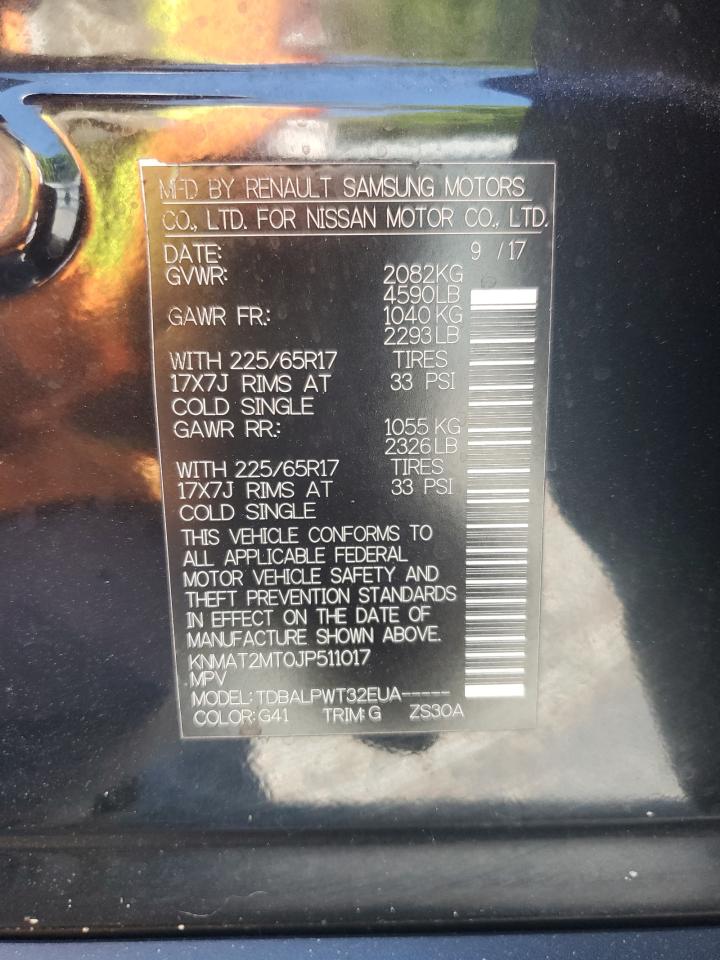 MFD BY RENAULT SAMSUNG MOTORS
CO., LTD. FOR NISSAN MOTOR CO., LTD.
DATE: 9 /17
GVWR: 2082KG
4590LB
GAWR FR.: 1040 KG
2293LB
WITH 225/65R17 TIRES
17X7J RIMS AT 33 PSI
COLD SINGLE
GAWR RR.: 1055 KG
2326LB
WITH 225/65R17 TIRES
17X7J RIMS AT 33 PSI
COLD SINGLE
THIS VEHICLE CONFORMS TO
ALL APPLICABLE FEDERAL
MOTOR VEHICLE SAFETY AND
THEFT PREVENTION STANDARDS
IN EFFECT ON THE DATE OF
MANUFACTURE SHOWN ABOVE.
KNMAT2MT0JP511017
MPV
MODEL: TDBALPWT32EUA-----
COLOR: G41 TRIM: G ZS30A